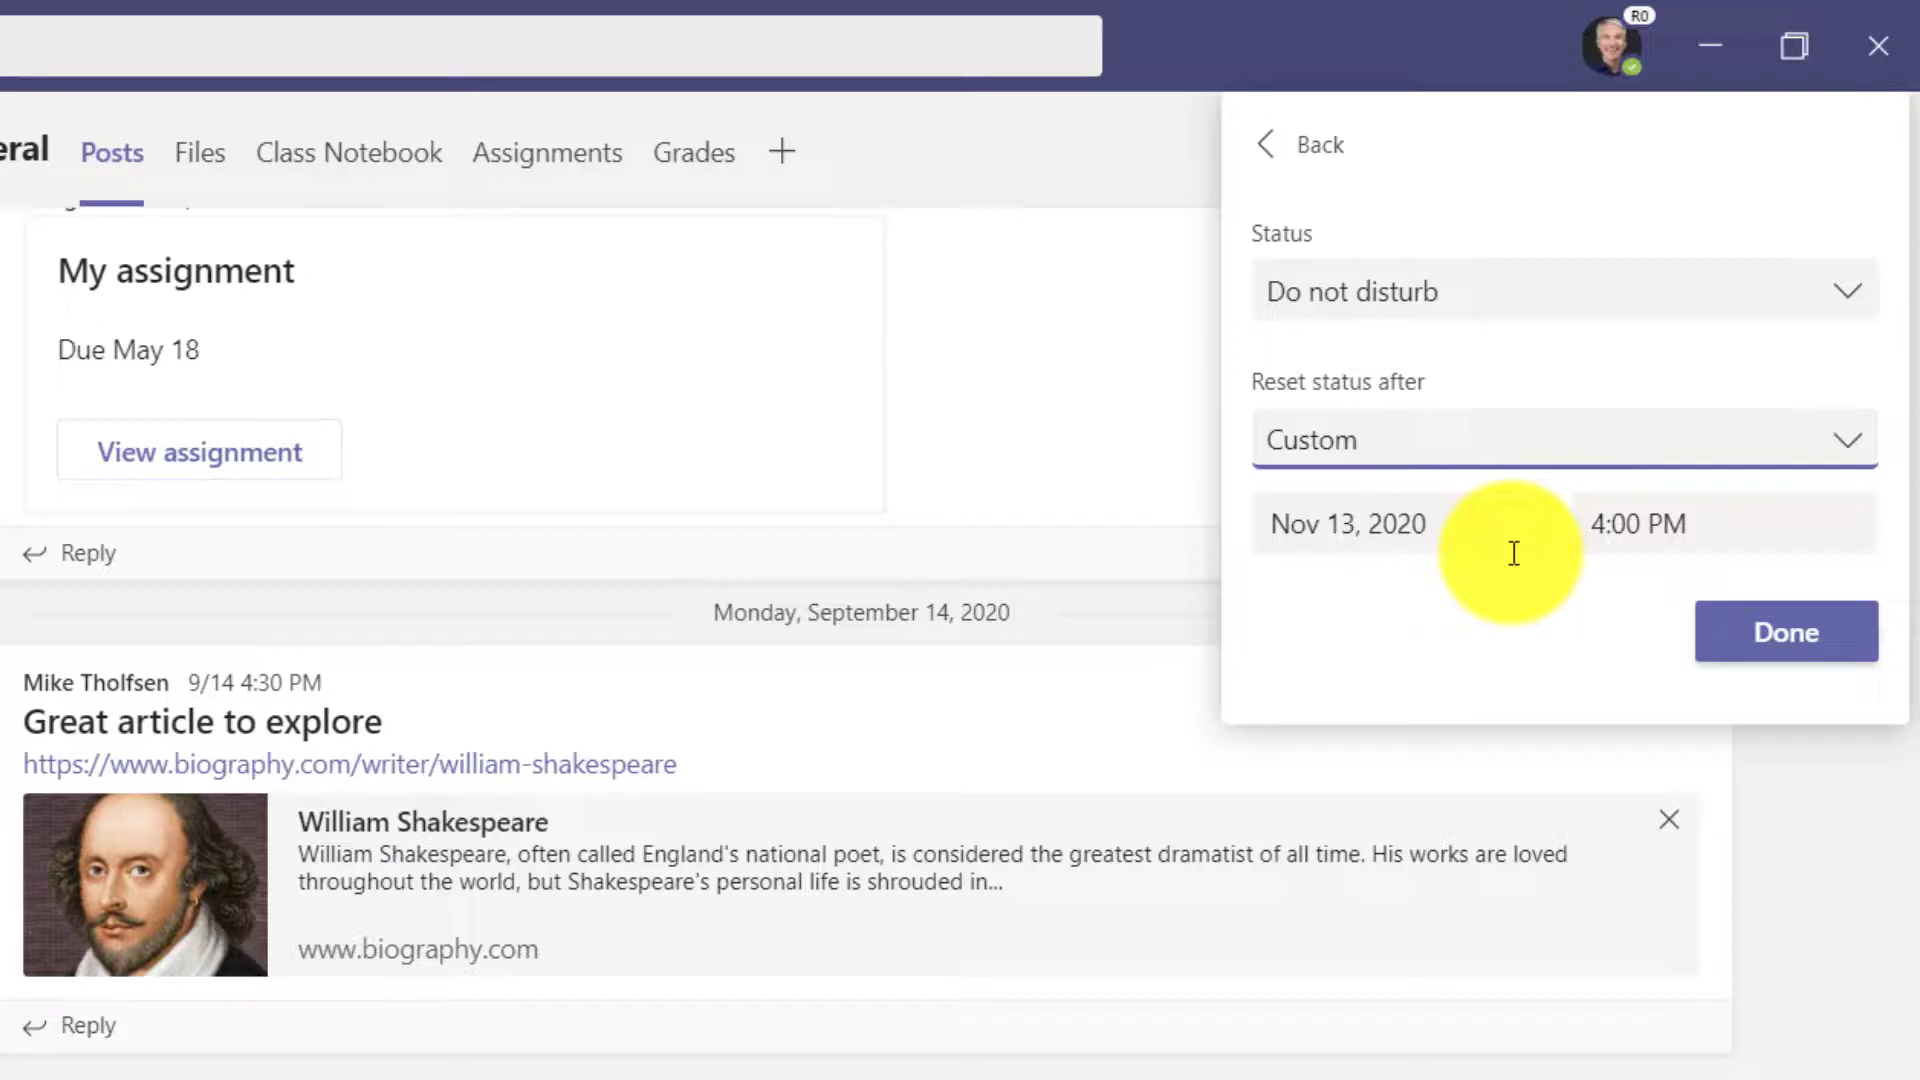 R0
eral Posts Files Class Notebook Assignments Grades
My assignment
Due May 18
View assignment
Reply
Monday, September 14, 2020
Mike Tholfsen 9/14 4:30 PM
Great article to explore
https://www.biography.com/writer/william-shakespeare
William Shakespeare
William Shakespeare, often called England's national poet, is considered the greatest dramatist of all time. His works are loved
throughout the world, but Shakespeare's personal life is shrouded in...
www.biography.com
Reply
Back
Status
Do not disturb
Reset status after
Custom
Nov 13, 2020 4:00 PM
Done